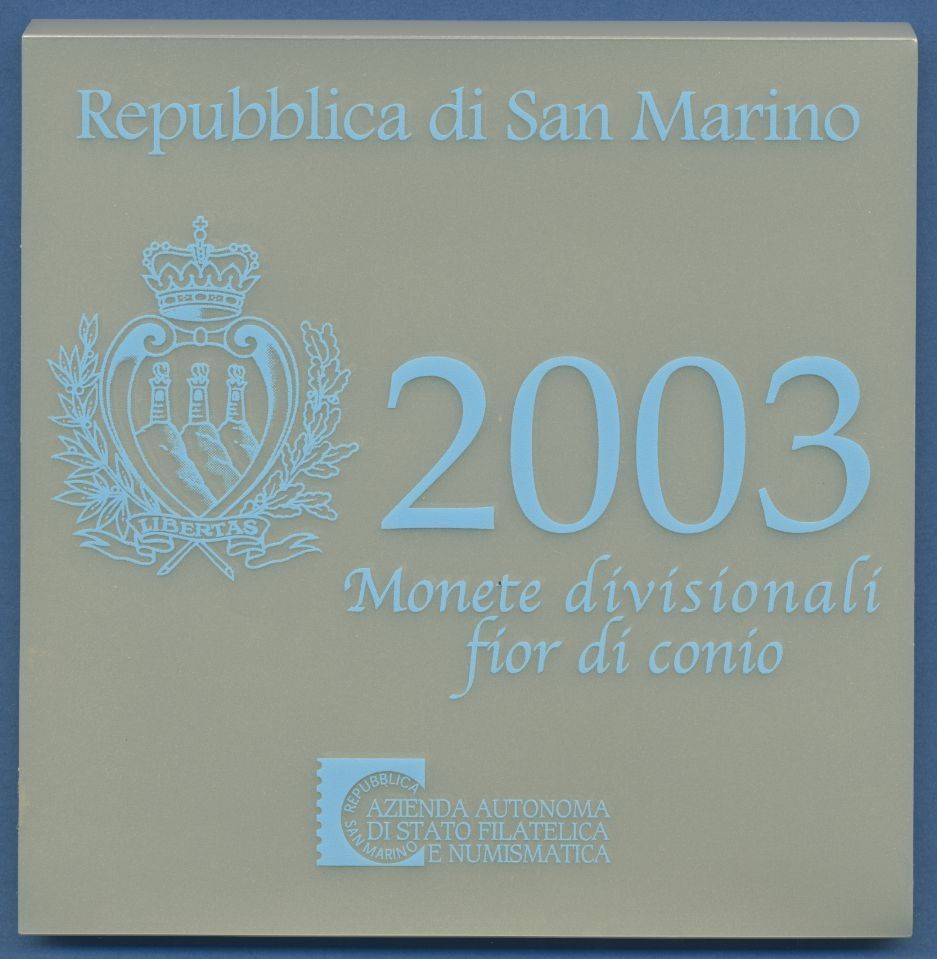 Repubblica di San Marino
LIBERTAS
2003
Monete divisionali
fior di conio
REPUBBLICA
SAN MARINO
AZIENDA AUTONOMA
DI STATO FILATELICA
E NUMISMATICA